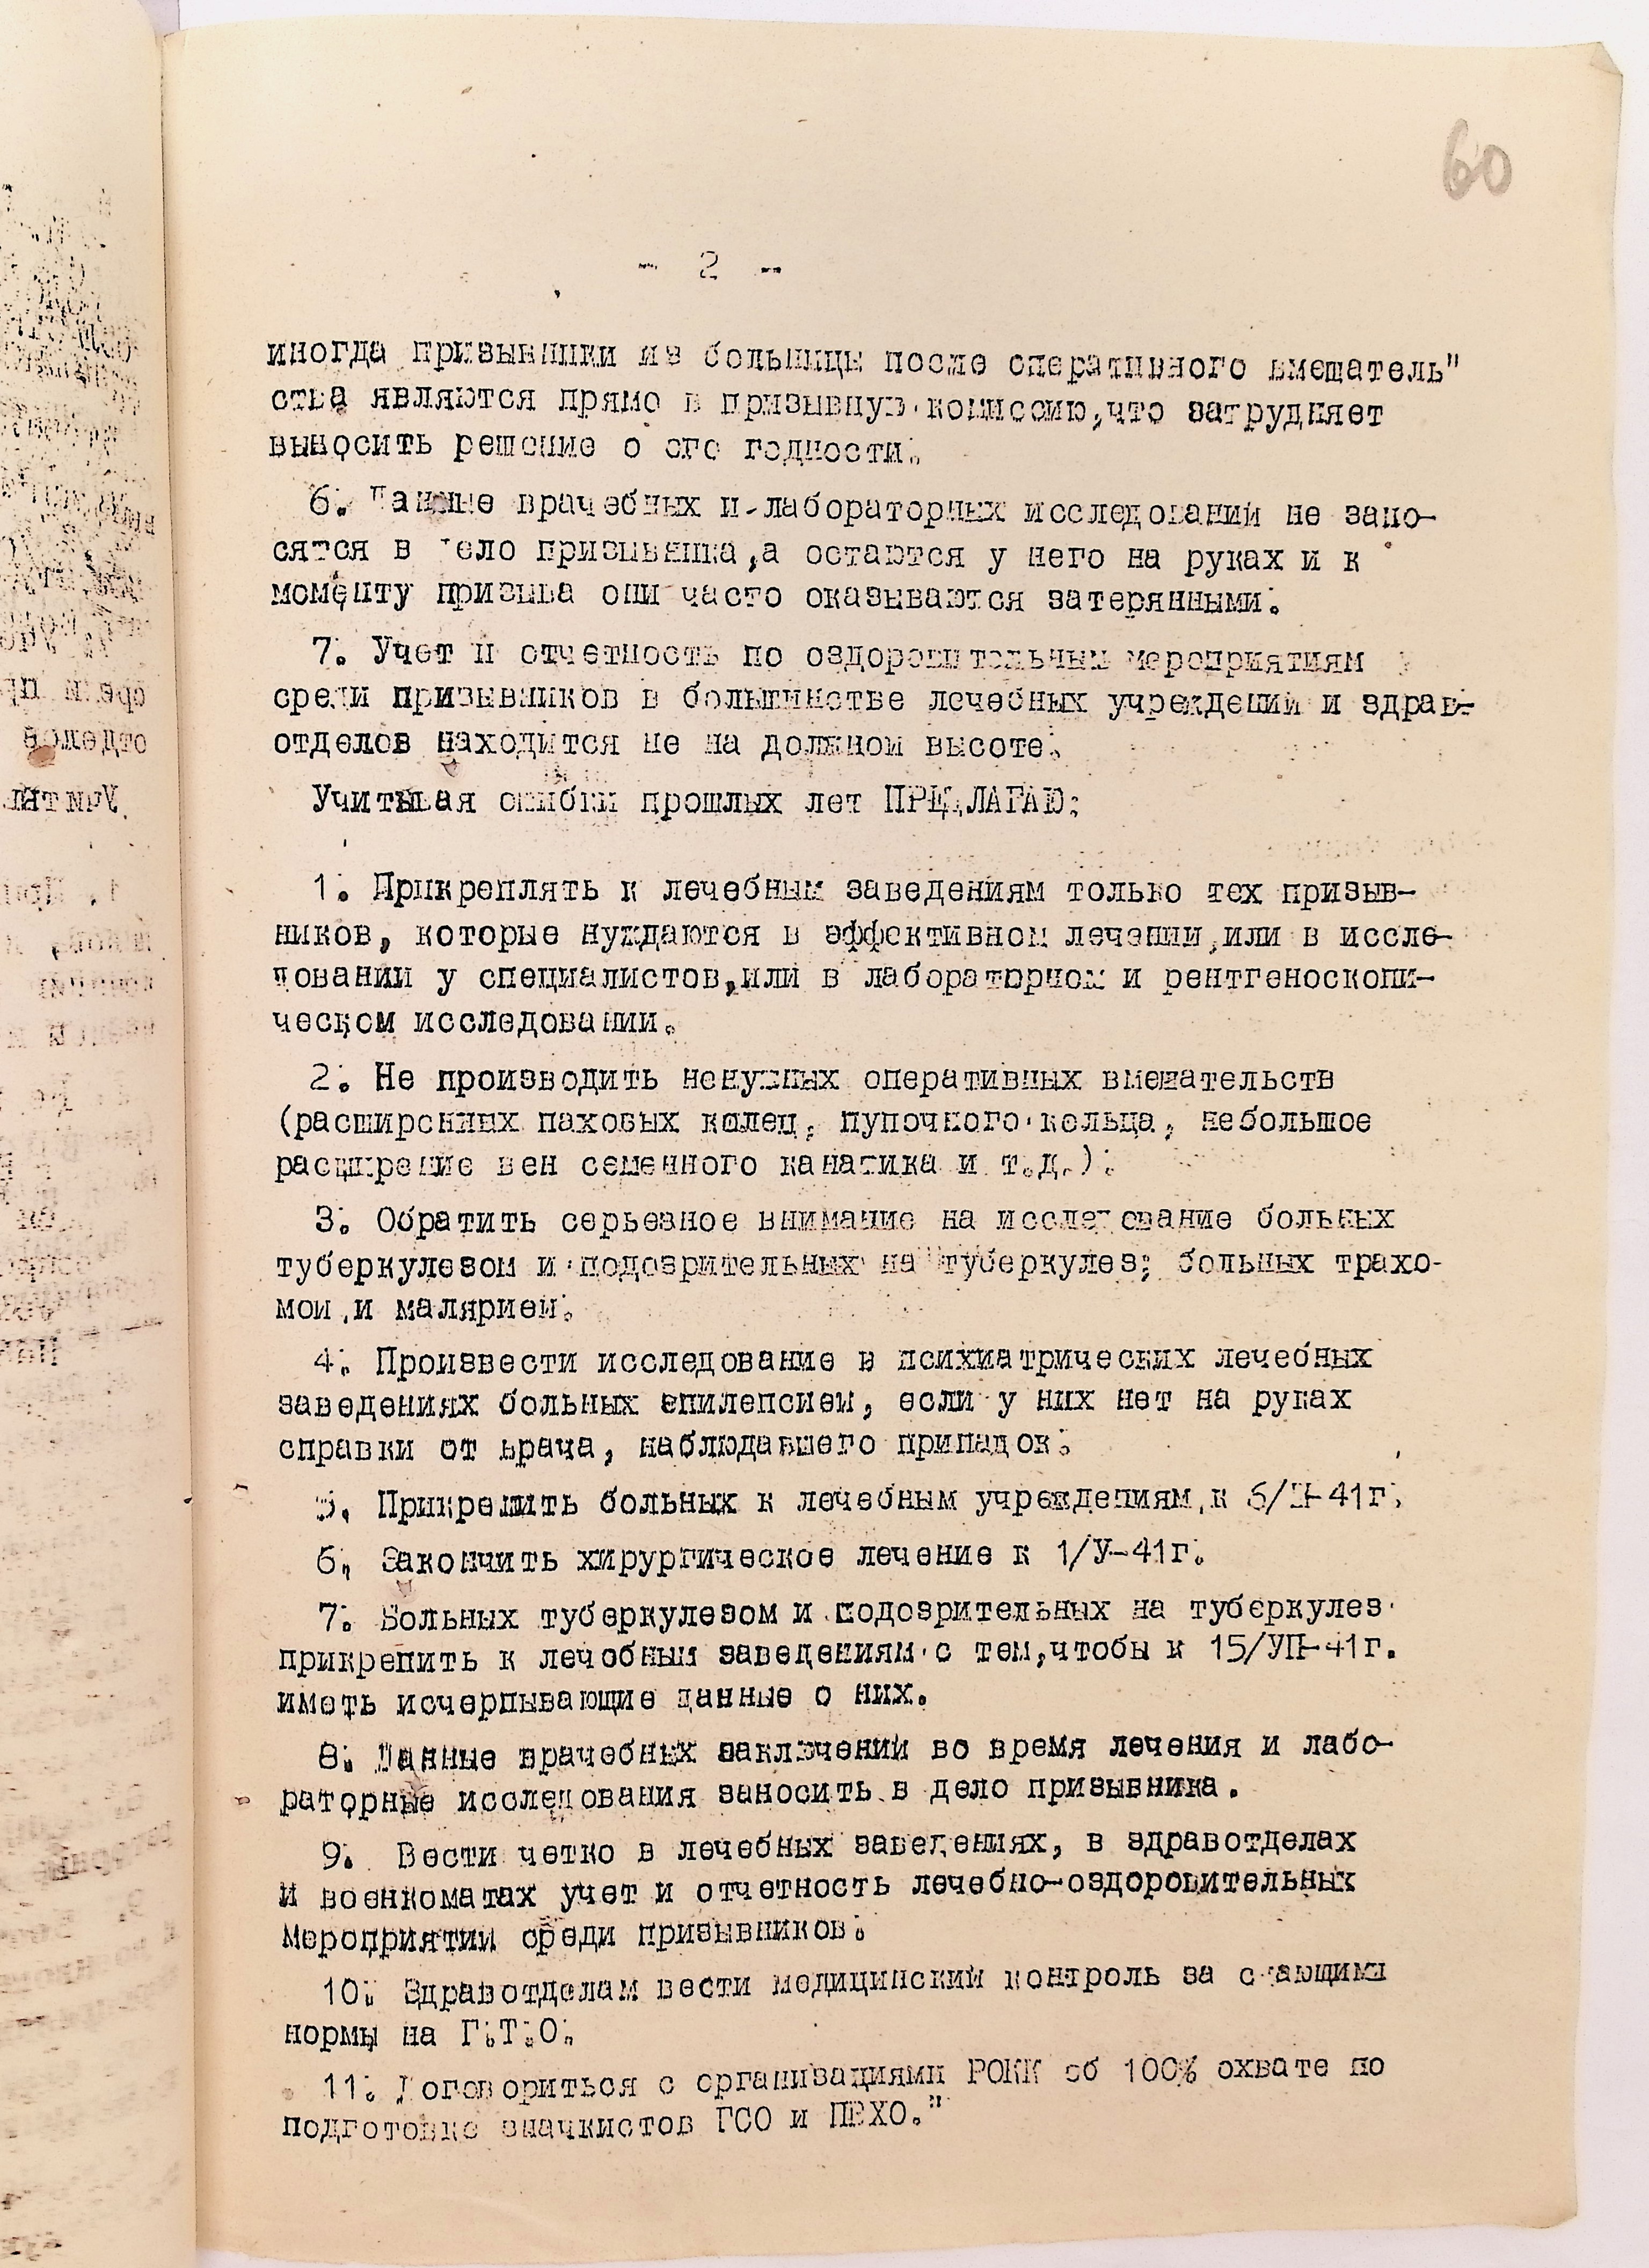 60
- 2 -
иногда призывники из больницы после оперативного вмешатель"
ства являются прямо в призывную комиссию,что затрудняет
выносить решение о его годности.
6. Данные врачебных и лабораторных исследований не зано-
сятся в дело призывника,а остаются у него на руках и к
моменту призыва они часто оказываются затерянными.
7. Учет и отчетность по оздоровительным мероприятиям
среди призывников в большинстве лечебных учреждений и здрав-
отделов находится не на должной высоте.
Учитывая ошибки прошлых лет ПРЕДЛАГАЮ:
1. Прикреплять к лечебным заведениям только тех призыв-
ников, которые нуждаются в эффективном лечении,или в иссле-
довании у специалистов,или в лабораторном и рентгеноскопи-
ческом исследовании.
2. Не производить ненужных оперативных вмешательств
(расширенных паховых колец, пупочного кольца, небольшое
расширение вен семенного канатика и т.д.).
3. Обратить серьезное внимание на исследование больных
туберкулезом и подозрительных на туберкулез; больных трахо-
мой и малярией.
4. Произвести исследование в психиатрических лечебных
заведениях больных эпилепсией, если у них нет на руках
справки от врача, наблюдавшего припадок.
5. Прикрепить больных к лечебным учреждениям к
6. Закончить хирургическое лечение к 1/У-41г.
7. Больных туберкулезом и подозрительных на туберкулез
прикрепить к лечебным заведениям с тем,чтобы к 15/УП-41г.
иметь исчерпывающие данные о них.
8. Данные врачебных заключений во время лечения и лабо-
раторные исследования заносить в дело призывника.
9. Вести четко в лечебных заведениях, в здравотделах
и военкоматах учет и отчетность лечебно-оздоровительных
мероприятий среди призывников.
10. Здравотделам вести медицинский контроль за сдающими
нормы на Г.Т.О.
11. Договориться с организациями РОКК об 100% охвате по
подготовке значкистов ГСО и ПВХО."